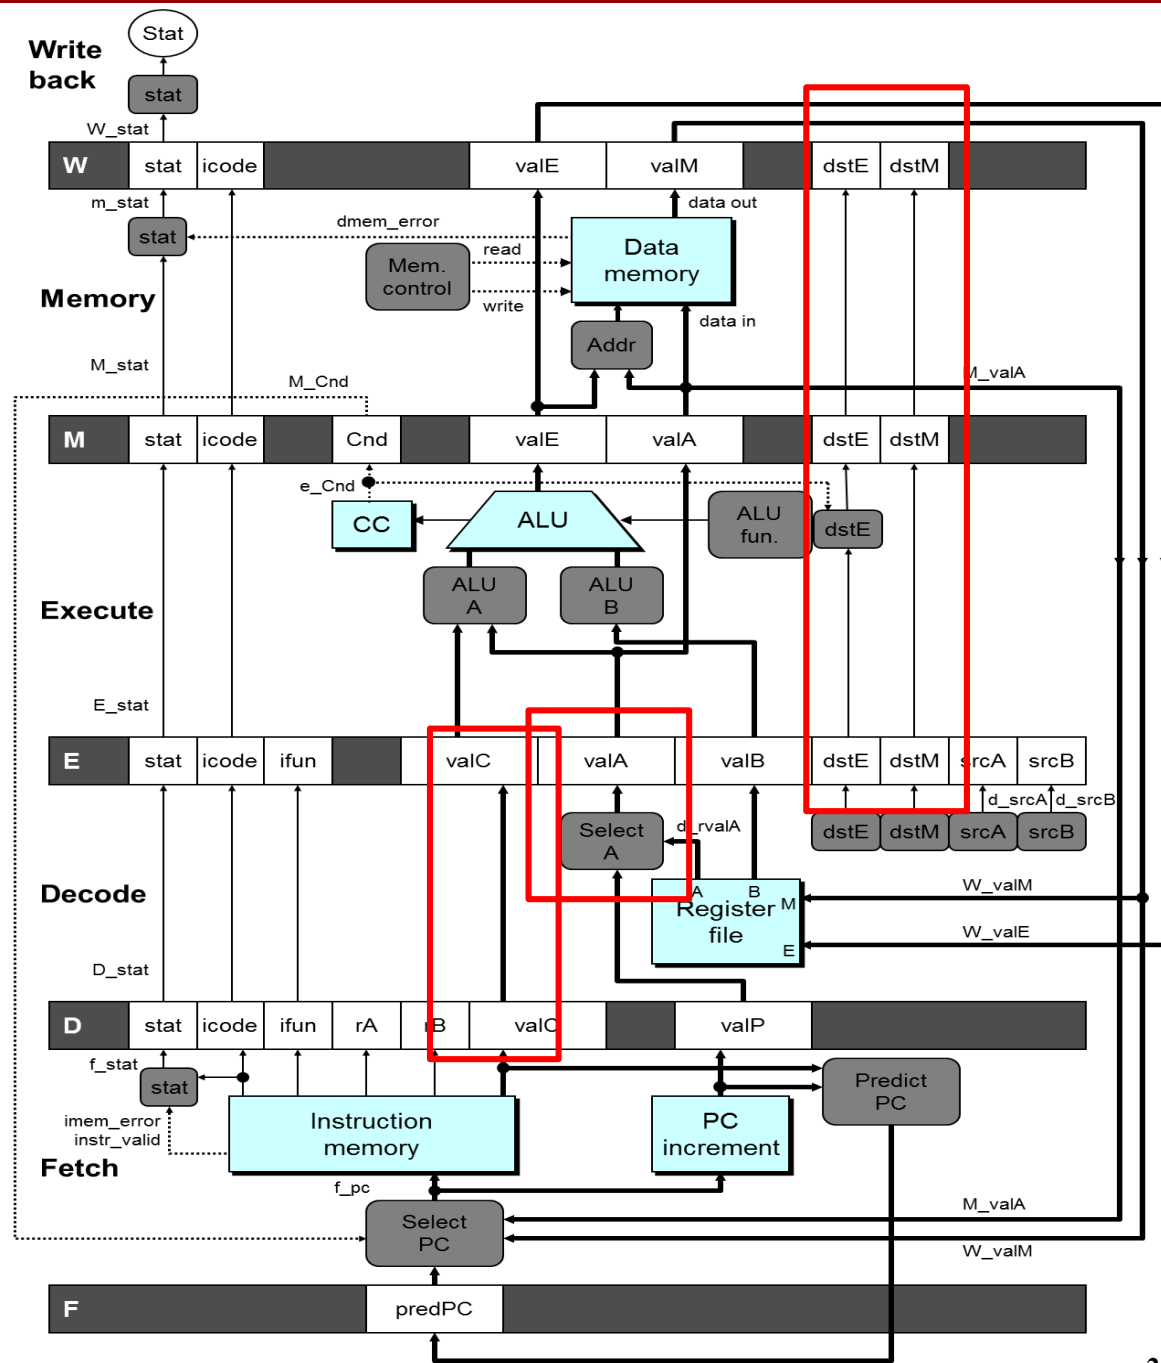 Stat
Write
back
stat
W_stat
W stat icode valE valM dstE dstM
m_stat
data out
stat
dmem_error
read
Mem.
control
write
Data
memory
Memory
data in
Addr
M_stat
M_Cnd
M_valA
M stat icode Cnd valE valA dstE dstM
e_Cnd
CC
ALU
ALU
fun.
dstE
ALU
A
ALU
B
Execute
E_stat
E stat icode ifun valC valA valB dstE dstM srcA srcB
d_srcA d_srcB
Select
A
d_rvalA
dstE dstM srcA srcB
Decode
A B M
Register
file
E
W_valM
W_valE
D_stat
D stat icode ifun rA rB valC valP
f_stat
stat
Predict
PC
imem_error
instr_valid
Instruction
memory
PC
increment
Fetch
f_pc
Select
PC
M_valA
W_valM
F predPC